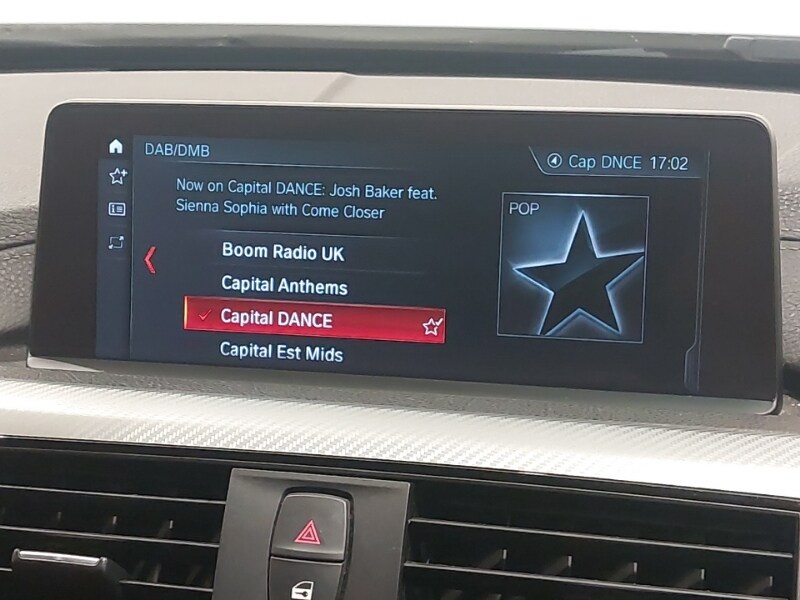 DAB/DMB
Cap DNCE 17:02
Now on Capital DANCE: Josh Baker feat.
Sienna Sophia with Come Closer
POP
Boom Radio UK
Capital Anthems
Capital DANCE
Capital Est Mids